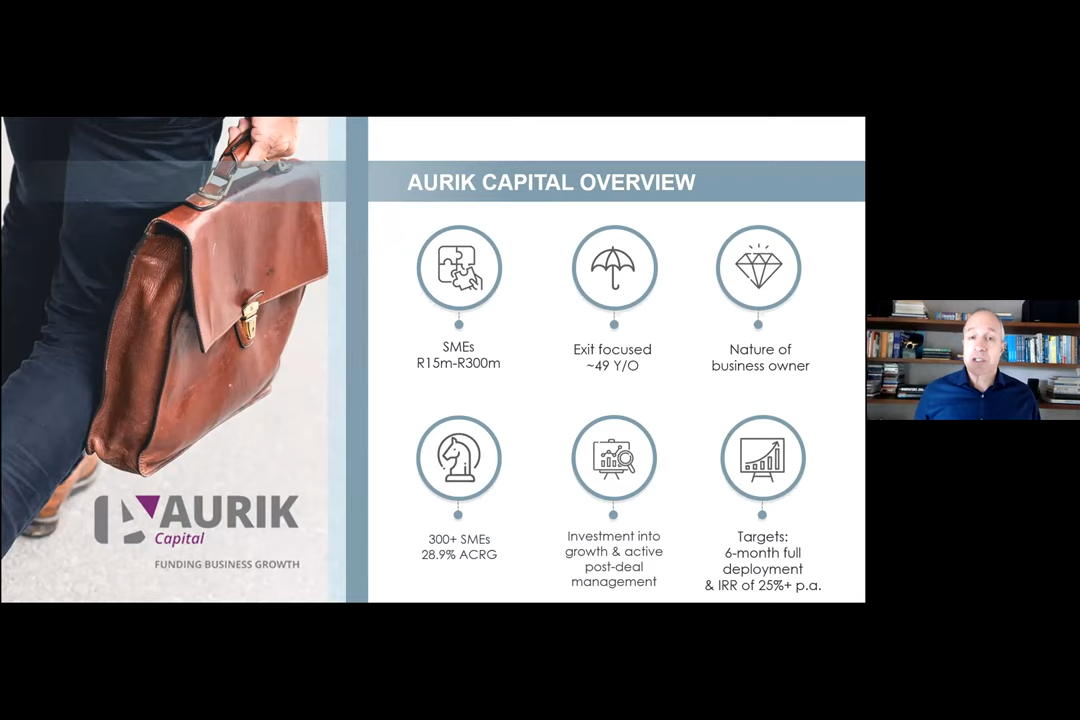 AURIK CAPITAL OVERVIEW
SMEs
R15m-R300m
Exit focused
~49 Y/O
Nature of
business owner
300+ SMEs
28.9% ACRG
Investment into
growth & active
post-deal
management
Targets:
6-month full
deployment
& IRR of 25%+ p.a.
AURIK
Capital
FUNDING BUSINESS GROWTH